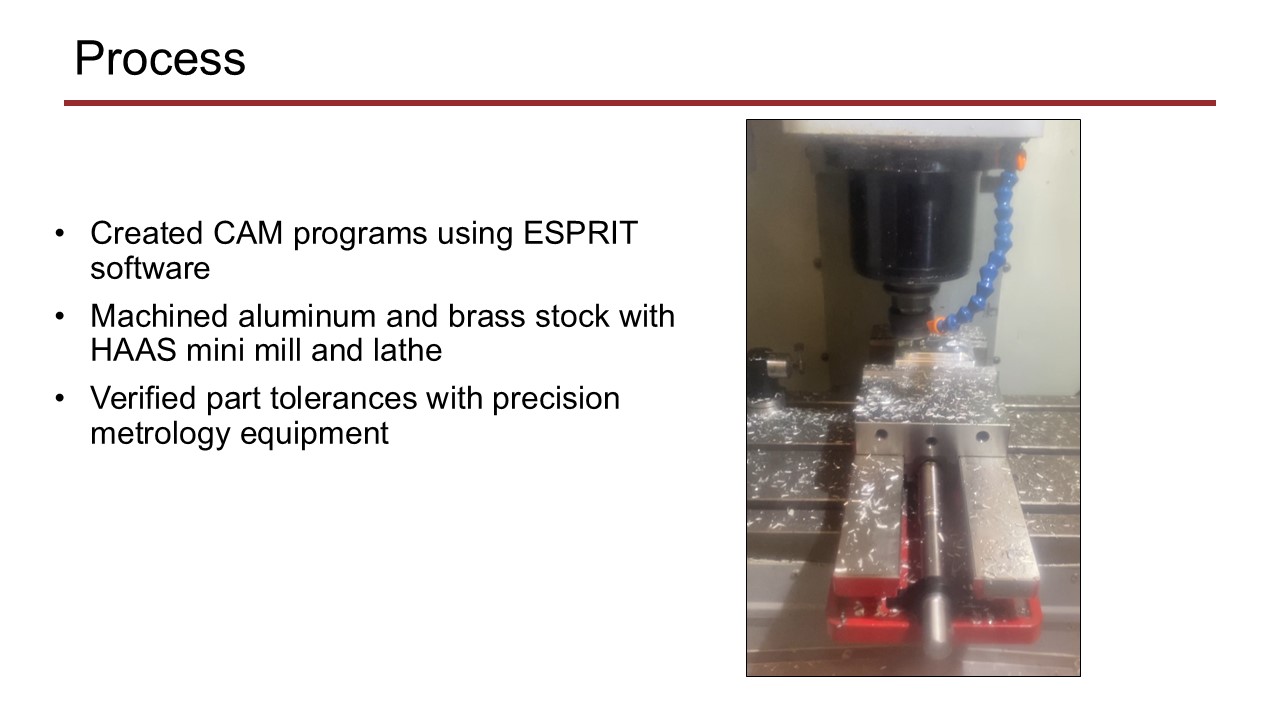 Process
• Created CAM programs using ESPRIT
software
• Machined aluminum and brass stock with
HAAS mini mill and lathe
• Verified part tolerances with precision
metrology equipment